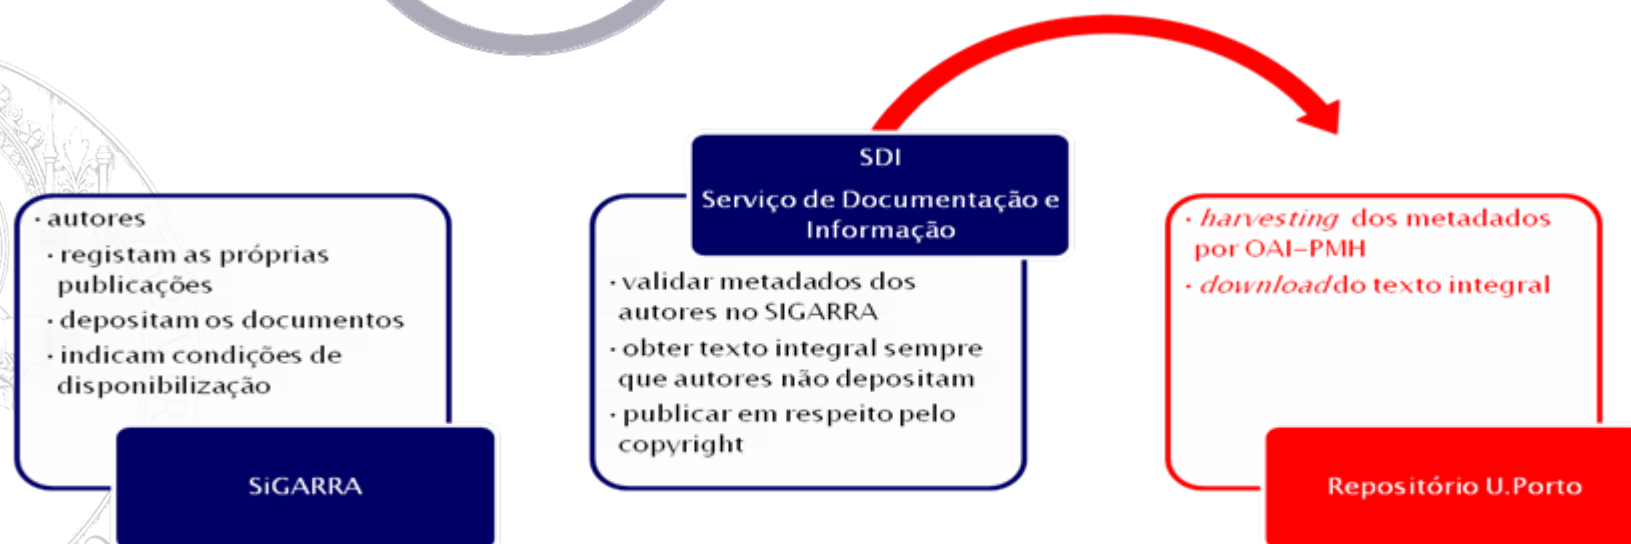 · autores
· registam as próprias
publicações
· depositam os documentos
· indicam condições de
disponibilização
SiGARRA
SDI
Serviço de Documentação e
Informação
· validar metadados dos
autores no SIGARRA
· obter texto integral sempre
que autores não depositam
· publicar em respeito pelo
copyright
· harvesting dos metadados
por OAI-PMH
· download do texto integral
Repositório U.Porto